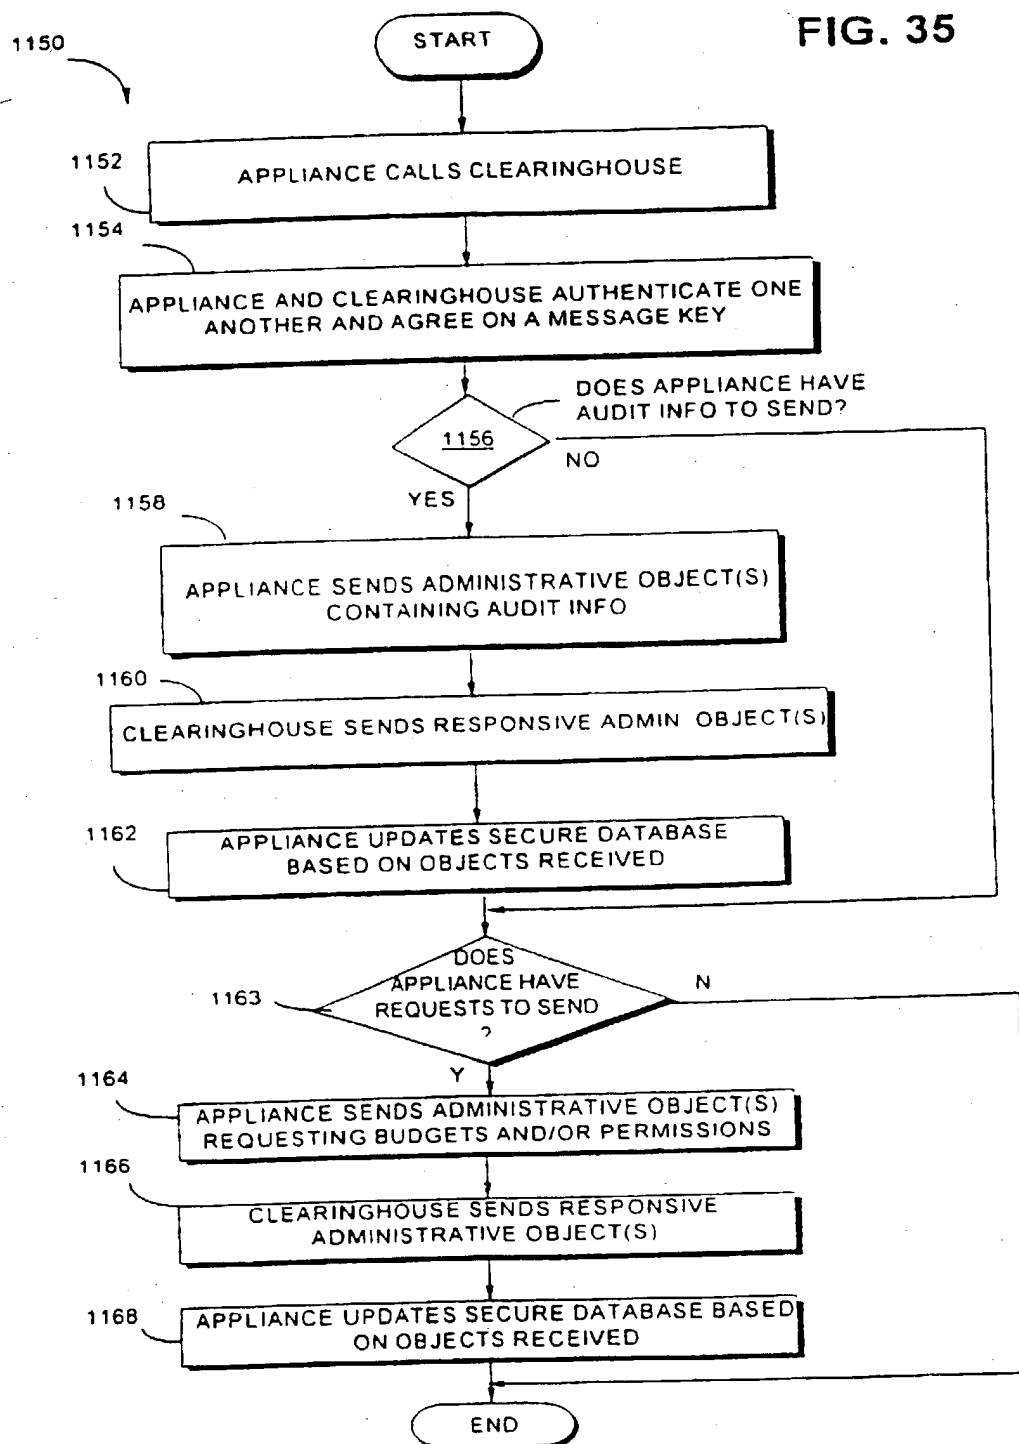 FIG. 35
1150
START
1152
APPLIANCE CALLS CLEARINGHOUSE
1154
APPLIANCE AND CLEARINGHOUSE AUTHENTICATE ONE
ANOTHER AND AGREE ON A MESSAGE KEY
DOES APPLIANCE HAVE
AUDIT INFO TO SEND?
1156
NO
YES
1158
APPLIANCE SENDS ADMINISTRATIVE OBJECT(S)
CONTAINING AUDIT INFO
1160
CLEARINGHOUSE SENDS RESPONSIVE ADMIN OBJECT(S)
1162
APPLIANCE UPDATES SECURE DATABASE
BASED ON OBJECTS RECEIVED
1163
DOES
APPLIANCE HAVE
REQUESTS TO SEND
?
N
Y
1164
APPLIANCE SENDS ADMINISTRATIVE OBJECT(S)
REQUESTING BUDGETS AND/OR PERMISSIONS
1166
CLEARINGHOUSE SENDS RESPONSIVE
ADMINISTRATIVE OBJECT(S)
1168
APPLIANCE UPDATES SECURE DATABASE BASED
ON OBJECTS RECEIVED
END